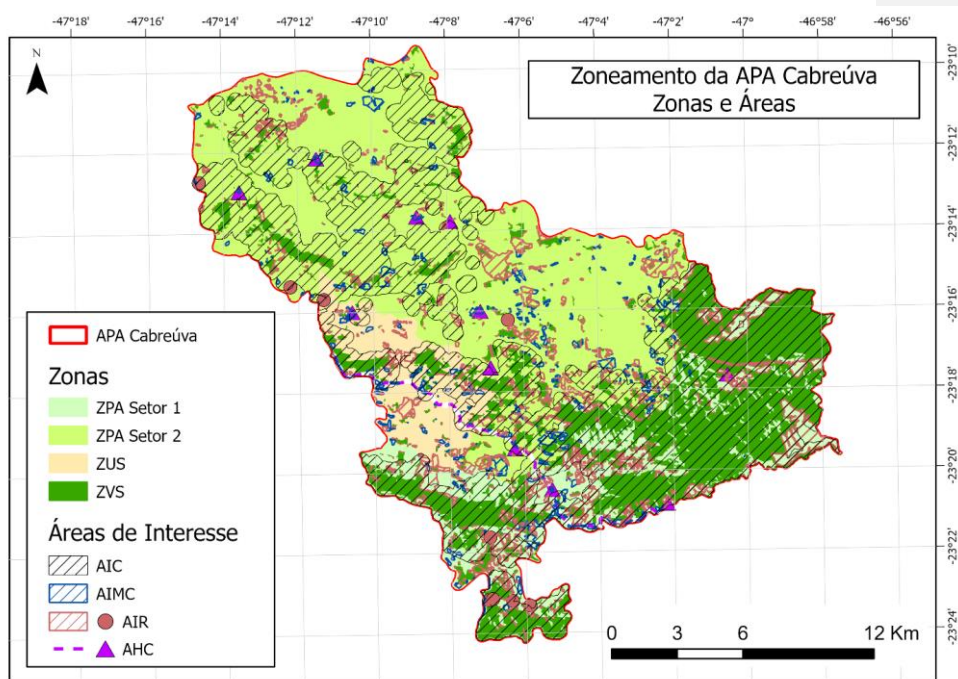 -47°18' -47°16' -47°14' -47°12' -47°10' -47°8' -47°6' -47°4' -47°2' -47° -46°58' -46°56'
N
Zoneamento da APA Cabreúva
Zonas e Áreas
-23°10'
-23°12'
-23°14'
-23°16'
-23°18'
-23°20'
-23°22'
-23°24'
APA Cabreúva
Zonas
ZPA Setor 1
ZPA Setor 2
ZUS
ZVS
Áreas de Interesse
AIC
AIMC
AIR
AHC
0 3 6 12 Km